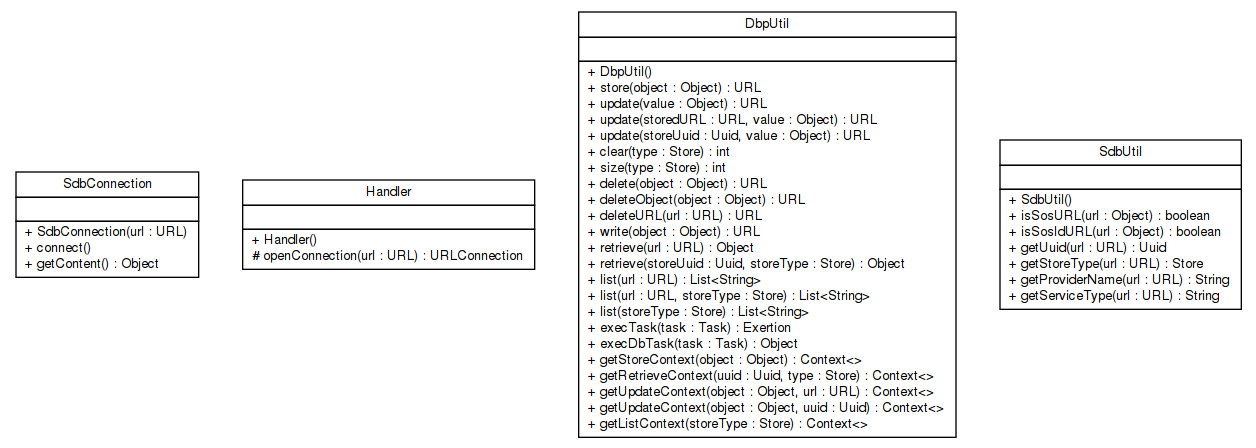 SdbConnection
+ SdbConnection(url : URL)
+ connect()
+ getContent() : Object
Handler
+ Handler()
# openConnection(url : URL) : URLConnection
DbpUtil
+ DbpUtil()
+ store(object : Object) : URL
+ update(value : Object) : URL
+ update(storedURL : URL, value : Object) : URL
+ update(storeUuid : Uuid, value : Object) : URL
+ clear(type : Store) : int
+ size(type : Store) : int
+ delete(object : Object) : URL
+ deleteObject(object : Object) : URL
+ deleteURL(url : URL) : URL
+ write(object : Object) : URL
+ retrieve(url : URL) : Object
+ retrieve(storeUuid : Uuid, storeType : Store) : Object
+ list(url : URL) : List<String>
+ list(url : URL, storeType : Store) : List<String>
+ list(storeType : Store) : List<String>
+ execTask(task : Task) : Exertion
+ execDbTask(task : Task) : Object
+ getStoreContext(object : Object) : Context<>
+ getRetrieveContext(uuid : Uuid, type : Store) : Context<>
+ getUpdateContext(object : Object, url : URL) : Context<>
+ getUpdateContext(object : Object, uuid : Uuid) : Context<>
+ getListContext(storeType : Store) : Context<>
SdbUtil
+ SdbUtil()
+ isSosURL(url : Object) : boolean
+ isSosIdURL(url : Object) : boolean
+ getUuid(url : URL) : Uuid
+ getStoreType(url : URL) : Store
+ getProviderName(url : URL) : String
+ getServiceType(url : URL) : String